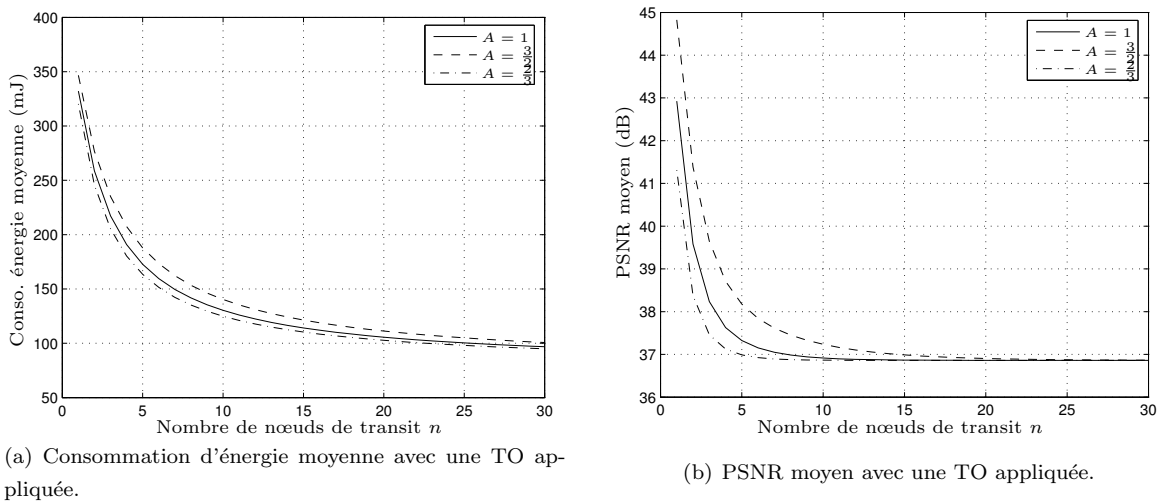 400
350
300
250
200
150
100
50
0 5 10 15 20 25 30
Conso. énergie moyenne (mJ)
Nombre de nœuds de transit n
A = 1
A = 3/2
A = 2/3
(a) Consommation d'énergie moyenne avec une TO ap-
pliquée.
45
44
43
42
41
40
39
38
37
36
0 5 10 15 20 25 30
PSNR moyen (dB)
Nombre de nœuds de transit n
A = 1
A = 3/2
A = 2/3
(b) PSNR moyen avec une TO appliquée.